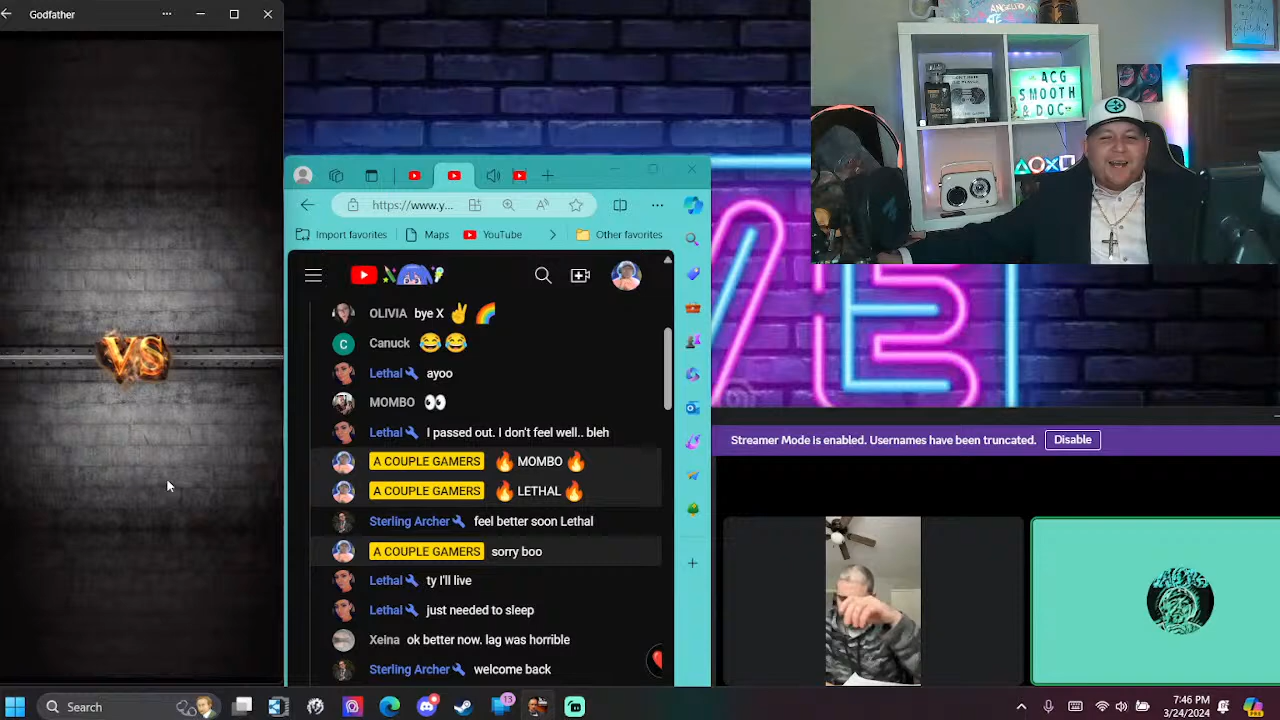 Godfather
VS
https://www.y...
Import favorites
Maps
YouTube
Other favorites
OLIVIA bye X ✌️🌈
C
Canuck 😂😂
Lethal ayoo
MOMBO 👀
Lethal I passed out. I don't feel well.. bleh
A COUPLE GAMERS 🔥 MOMBO 🔥
A COUPLE GAMERS 🔥 LETHAL 🔥
Sterling Archer feel better soon Lethal
A COUPLE GAMERS sorry boo
Lethal ty I'll live
Lethal just needed to sleep
Xeina ok better now. lag was horrible
Sterling Archer welcome back
ACG
SMOOTH
& DOC
Streamer Mode is enabled. Usernames have been truncated.
Disable
Search
13
7:46 PM
3/24/2024